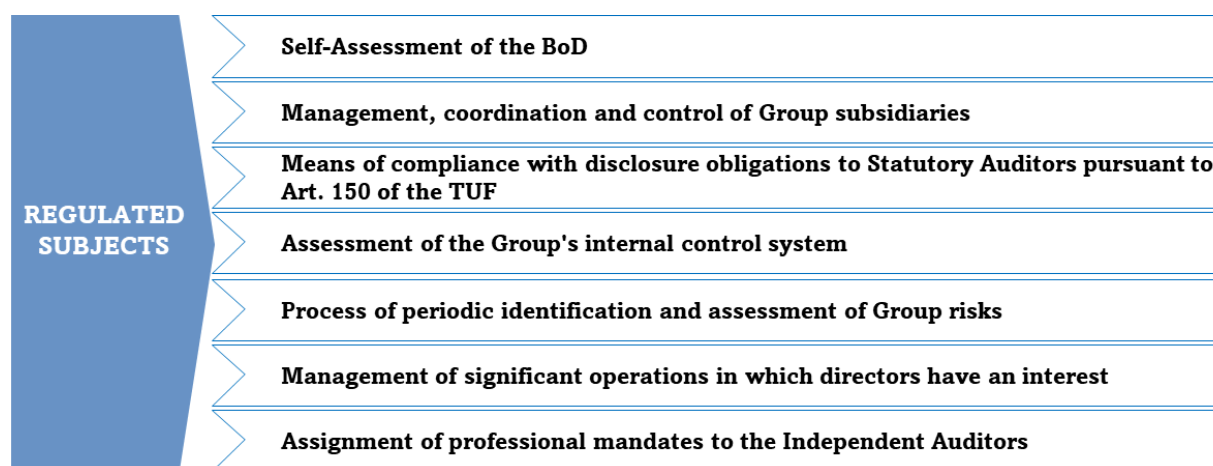 REGULATED
SUBJECTS
Self-Assessment of the BoD
Management, coordination and control of Group subsidiaries
Means of compliance with disclosure obligations to Statutory Auditors pursuant to
Art. 150 of the TUF
Assessment of the Group's internal control system
Process of periodic identification and assessment of Group risks
Management of significant operations in which directors have an interest
Assignment of professional mandates to the Independent Auditors